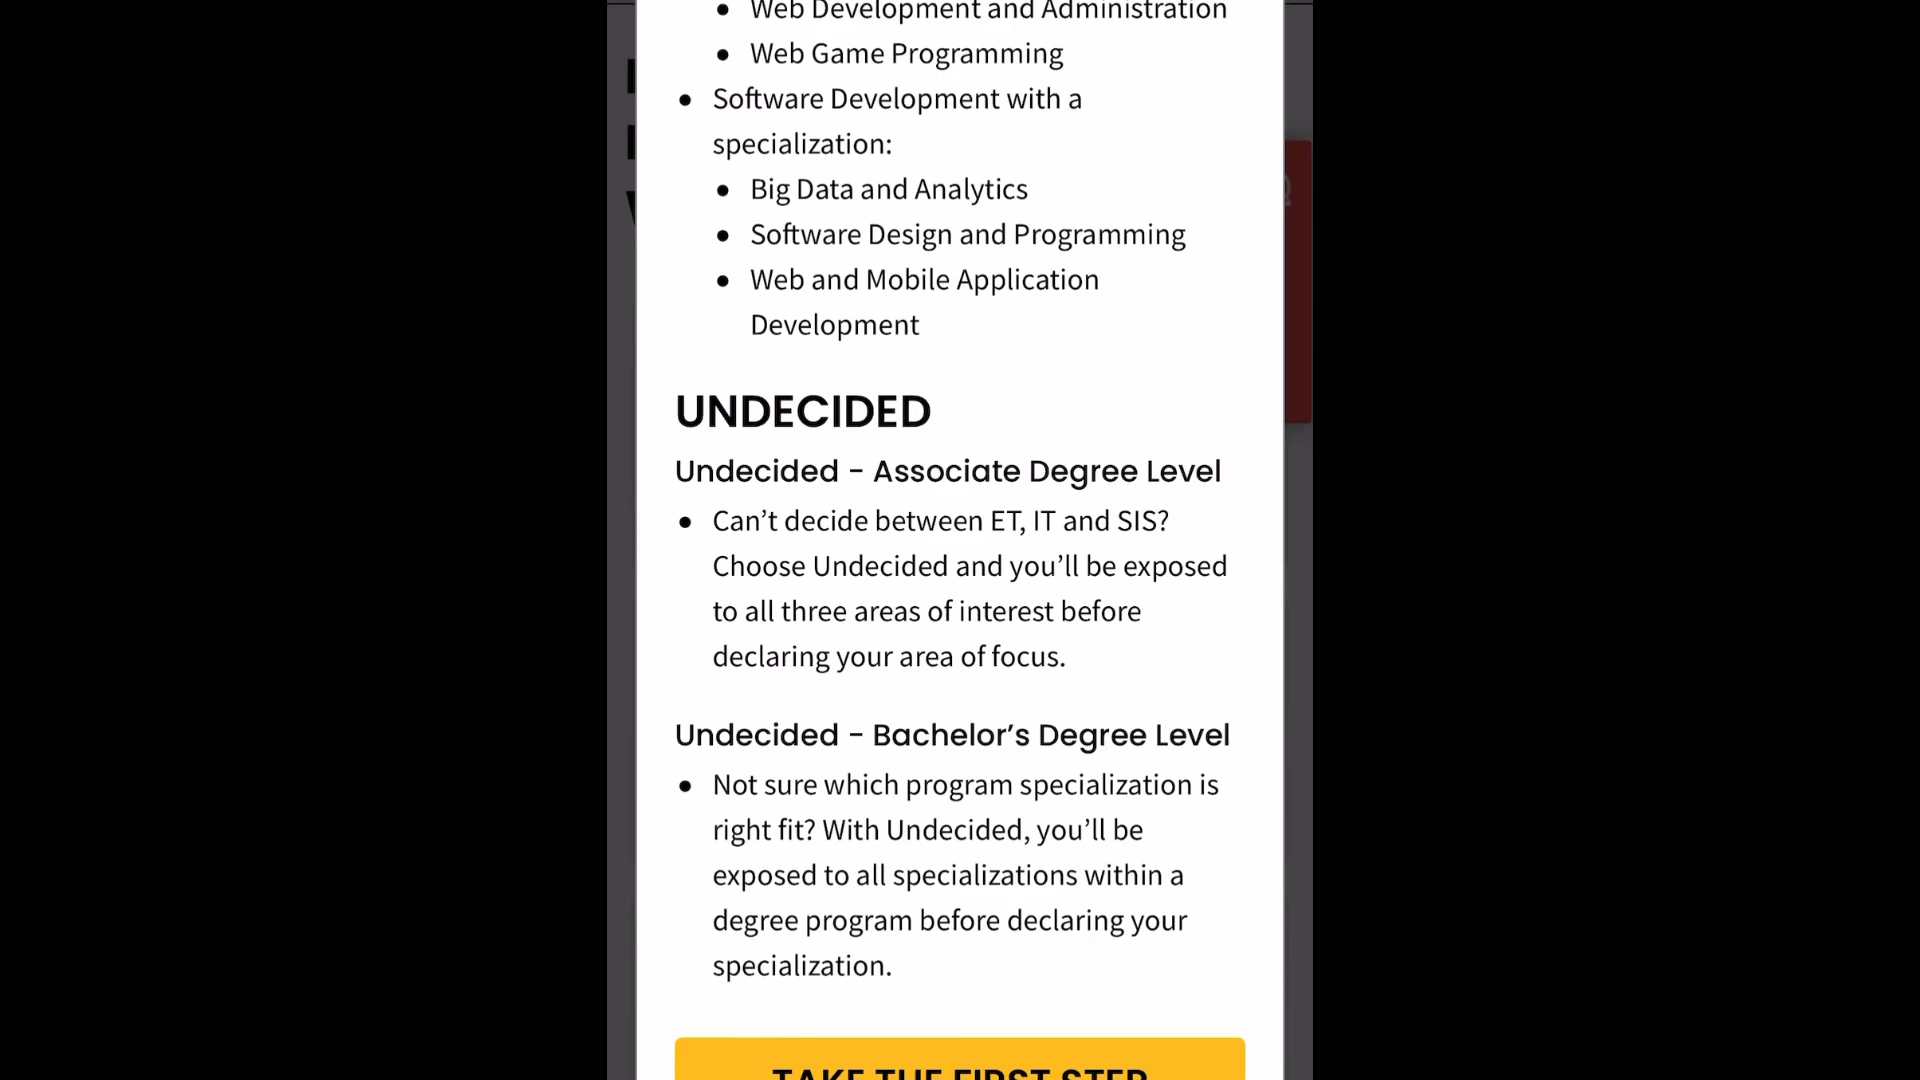 Web Development and Administration
Web Game Programming
Software Development with a
specialization:
Big Data and Analytics
Software Design and Programming
Web and Mobile Application
Development
UNDECIDED
Undecided - Associate Degree Level
Can’t decide between ET, IT and SIS?
Choose Undecided and you’ll be exposed
to all three areas of interest before
declaring your area of focus.
Undecided - Bachelor’s Degree Level
Not sure which program specialization is
right fit? With Undecided, you’ll be
exposed to all specializations within a
degree program before declaring your
specialization.
TAKE THE FIRST STEP